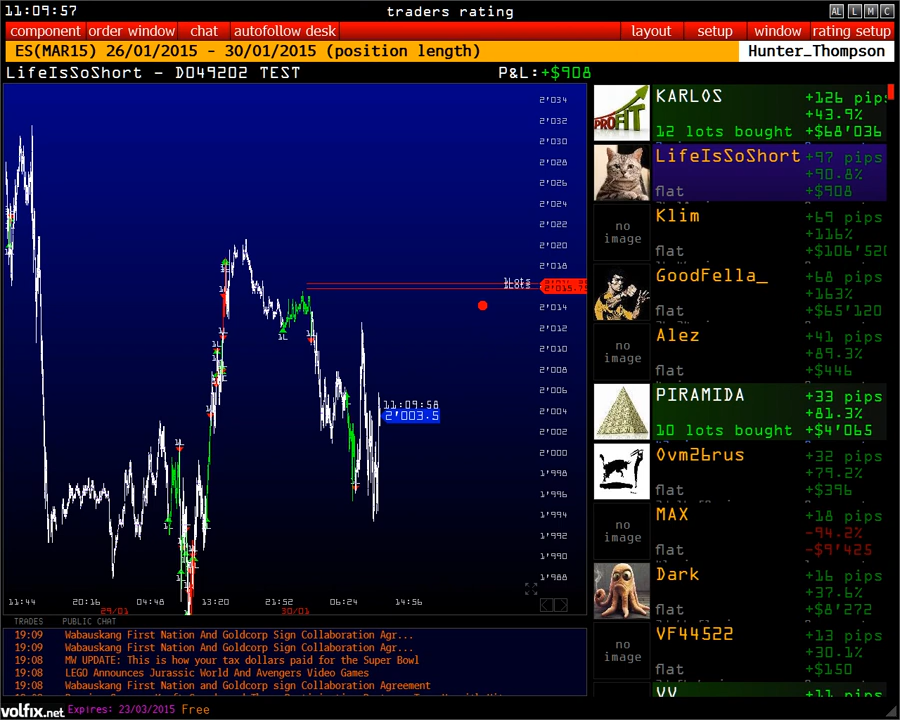 11:09:57 traders rating AL L M C
component order window chat autofollow desk layout setup window rating setup
ES(MAR15) 26/01/2015 - 30/01/2015 (position length) Hunter_Thompson
LifeIsSoShort - D049202 TEST P&L:+$908
2'034
2'032
2'030
2'028
2'026
2'024
2'022
2'020
2'018
2'014
2'012
2'010
2'008
2'006
2'004
2'002
2'000
1'998
1'996
1'994
1'992
1'990
1'988
11:09:58
2'003.5
11:44 20:16 04:48 13:20 21:52 06:24 14:56
29/01 30/01
PROFIT
KARLOS +126 pips
+43.9%
12 lots bought +$68'036
LifeIsSoShort +97 pips
+90.8%
flat +$908
no image
Klim +69 pips
+116%
flat +$106'520
GoodFella_ +68 pips
+163%
flat +$65'120
no image
Alez +41 pips
+89.3%
flat +$446
PIRAMIDA +33 pips
+81.3%
10 lots bought +$4'065
Ovm26rus +32 pips
+79.2%
flat +$396
no image
MAX +18 pips
-94.2%
flat -$9'425
Dark +16 pips
+37.6%
flat +$8'272
no image
VF44522 +13 pips
+30.1%
flat +$150
VV +11 pips
TRADES PUBLIC CHAT
19:09 Wabauskang First Nation And Goldcorp Sign Collaboration Agr...
19:09 Wabauskang First Nation And Goldcorp Sign Collaboration Agr...
19:08 MW UPDATE: This is how your tax dollars paid for the Super Bowl
19:08 LEGO Announces Jurassic World And Avengers Video Games
19:08 Wabauskang First Nation and Goldcorp sign Collaboration Agreement
volfix.net Expires: 23/03/2015 Free